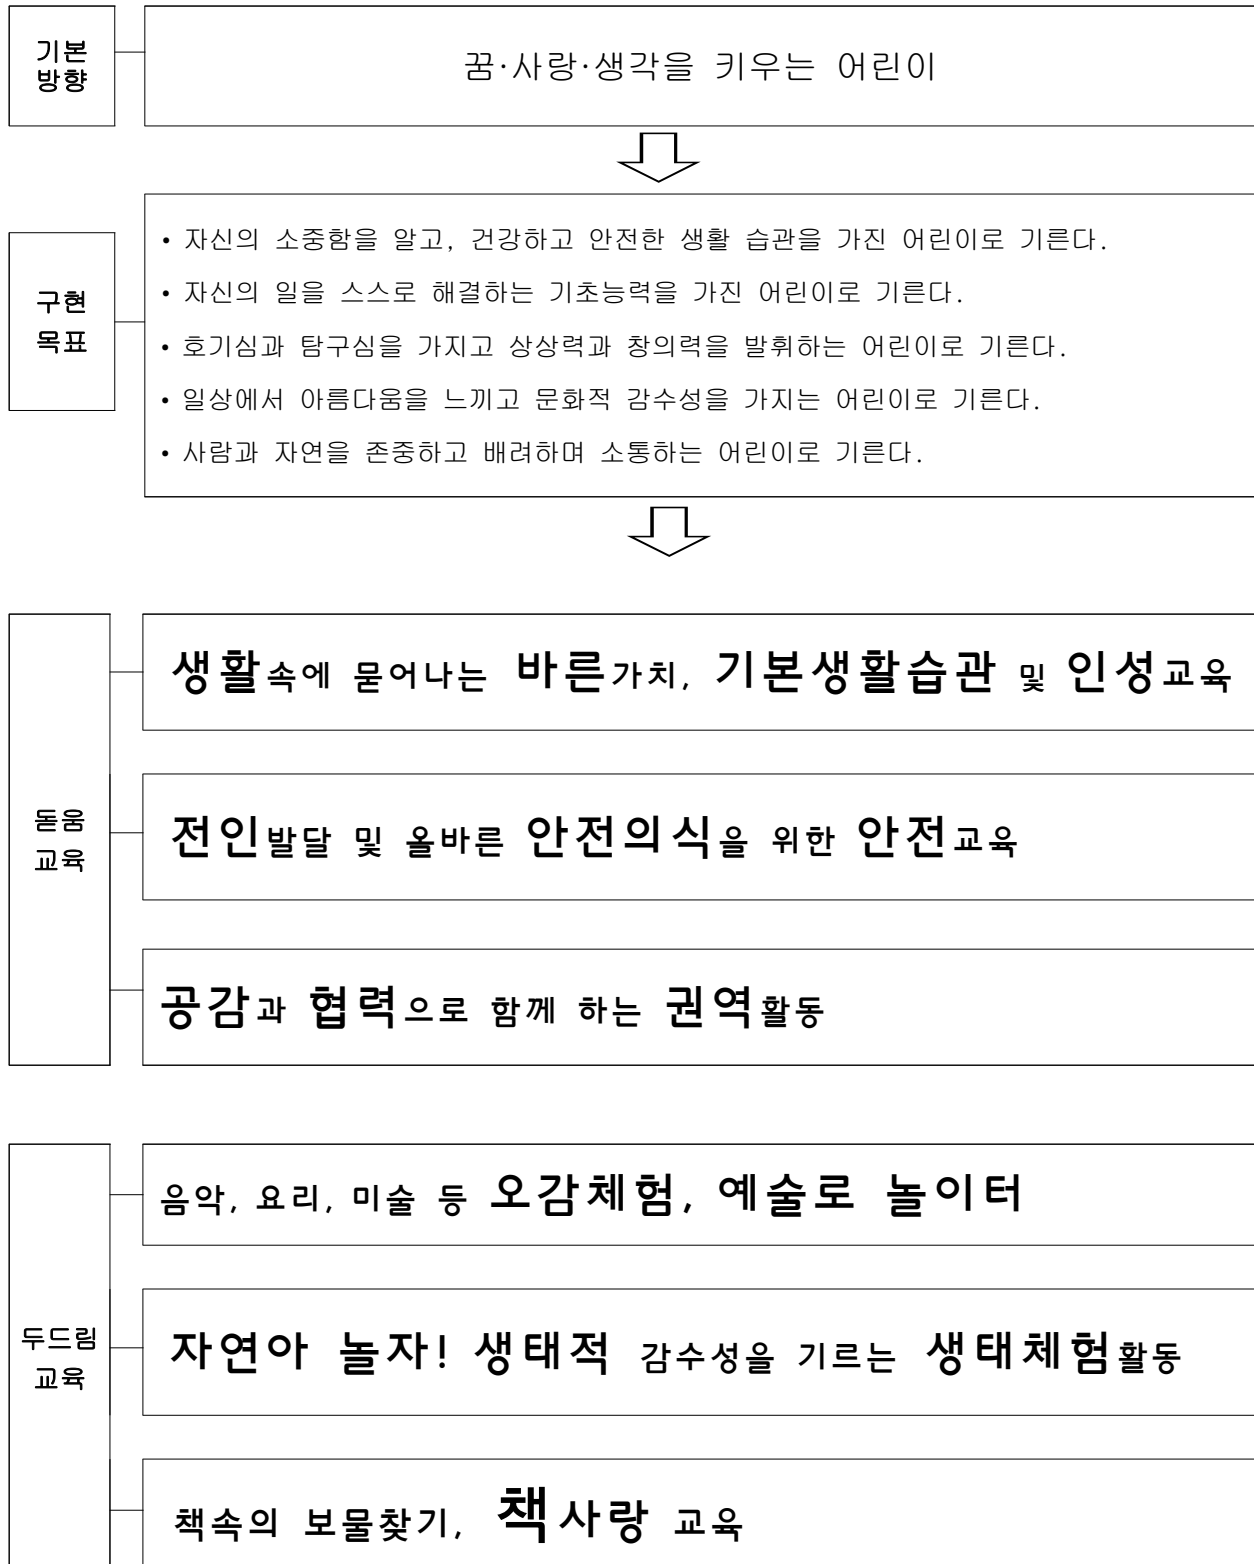 기본
방향
꿈·사랑·생각을 키우는 어린이
구현
목표
• 자신의 소중함을 알고, 건강하고 안전한 생활 습관을 가진 어린이로 기른다.
• 자신의 일을 스스로 해결하는 기초능력을 가진 어린이로 기른다.
• 호기심과 탐구심을 가지고 상상력과 창의력을 발휘하는 어린이로 기른다.
• 일상에서 아름다움을 느끼고 문화적 감수성을 가지는 어린이로 기른다.
• 사람과 자연을 존중하고 배려하며 소통하는 어린이로 기른다.
돋움
교육
생활속에 묻어나는 바른가치, 기본생활습관 및 인성교육
전인발달 및 올바른 안전의식을 위한 안전교육
공감과 협력으로 함께 하는 권역활동
두드림
교육
음악, 요리, 미술 등 오감체험, 예술로 놀이터
자연아 놀자! 생태적 감수성을 기르는 생태체험활동
책속의 보물찾기, 책사랑 교육